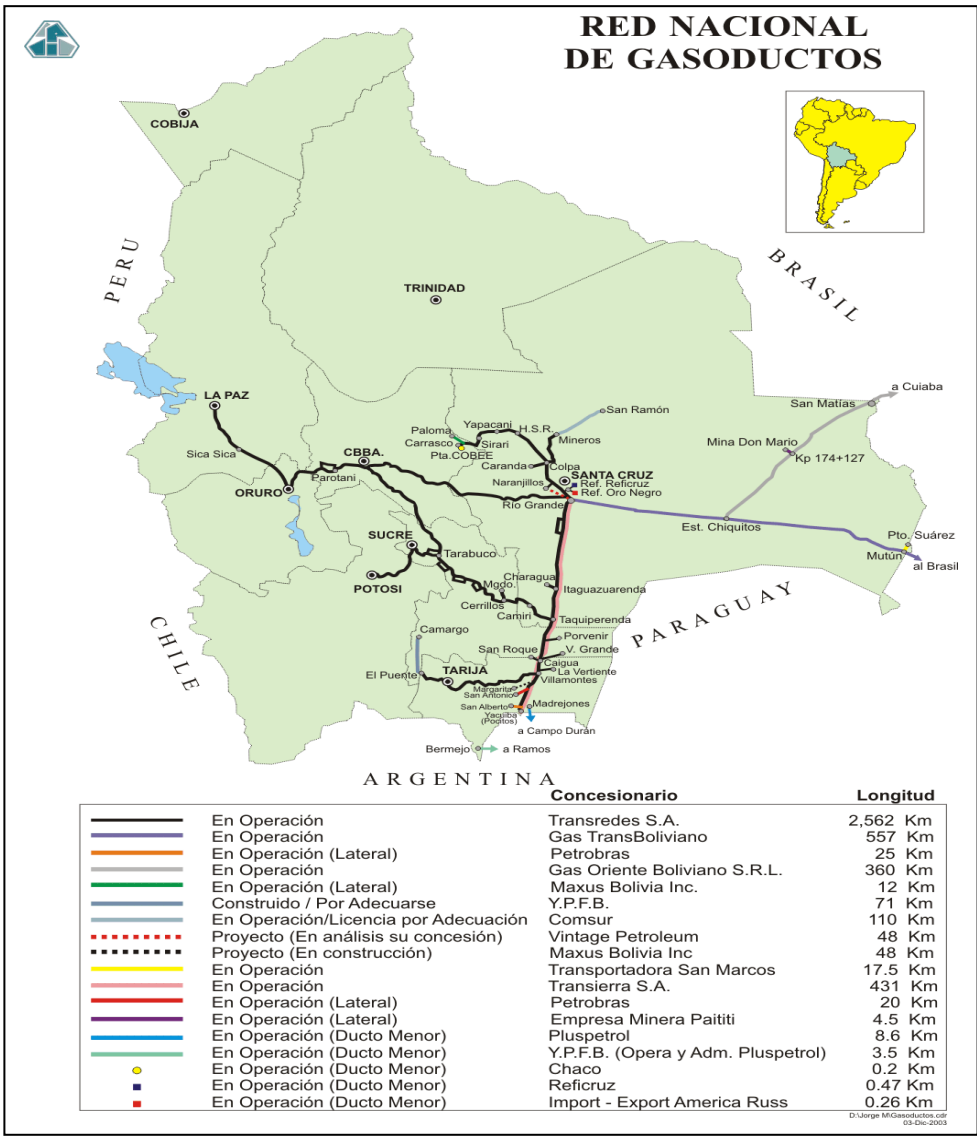 RED NACIONAL
DE GASODUCTOS
COBIJA
PERU
BRASIL
TRINIDAD
a Cuiaba
LA PAZ
San Matías
San Ramón
Yapacani
H.S.R.
Paloma
Mineros
Carrasco
Sirari
Mina Don Mario
CBBA.
Pta.COBEE
Kp 174+127
Sica Sica
Caranda
Colpa
SANTA CRUZ
Parotani
Naranjillos
Ref. Reficruz
ORURO
Ref. Oro Negro
Río Grande
Est. Chiquitos
SUCRE
Pto. Suárez
Tarabuco
Mutún
al Brasil
POTOSI
Charagua
Mgdo.
Itaguazuarenda
Cerrillos
Camiri
Taquiperenda
PARAGUAY
CHILE
Camargo
Porvenir
San Roque
V. Grande
Caigua
El Puente
TARIJA
La Vertiente
Villamontes
Margarita
San Antonio
San Alberto
Madrejones
Yacuiba
(Pocitos)
a Campo Durán
Bermejo
a Ramos
ARGENTINA
Concesionario Longitud
En Operación Transredes S.A. 2,562 Km
En Operación Gas TransBoliviano 557 Km
En Operación (Lateral) Petrobras 25 Km
En Operación Gas Oriente Boliviano S.R.L. 360 Km
En Operación (Lateral) Maxus Bolivia Inc. 12 Km
Construido / Por Adecuarse Y.P.F.B. 71 Km
En Operación/Licencia por Adecuación Comsur 110 Km
Proyecto (En análisis su concesión) Vintage Petroleum 48 Km
Proyecto (En construcción) Maxus Bolivia Inc 48 Km
En Operación Transportadora San Marcos 17.5 Km
En Operación Transierra S.A. 431 Km
En Operación (Lateral) Petrobras 20 Km
En Operación (Lateral) Empresa Minera Paititi 4.5 Km
En Operación (Ducto Menor) Pluspetrol 8.6 Km
En Operación (Ducto Menor) Y.P.F.B. (Opera y Adm. Pluspetrol) 3.5 Km
En Operación (Ducto Menor) Chaco 0.2 Km
En Operación (Ducto Menor) Reficruz 0.47 Km
En Operación (Ducto Menor) Import - Export America Russ 0.26 Km
D:\Jorge M\Gasoductos.cdr
03-Dic-2003